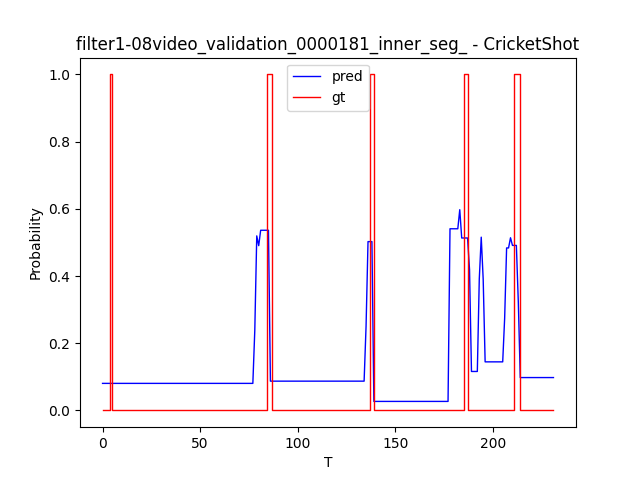 filter1-08video_validation_0000181_inner_seg_ - CricketShot
pred
gt
1.0
0.8
0.6
0.4
0.2
0.0
Probability
0
50
100
150
200
T